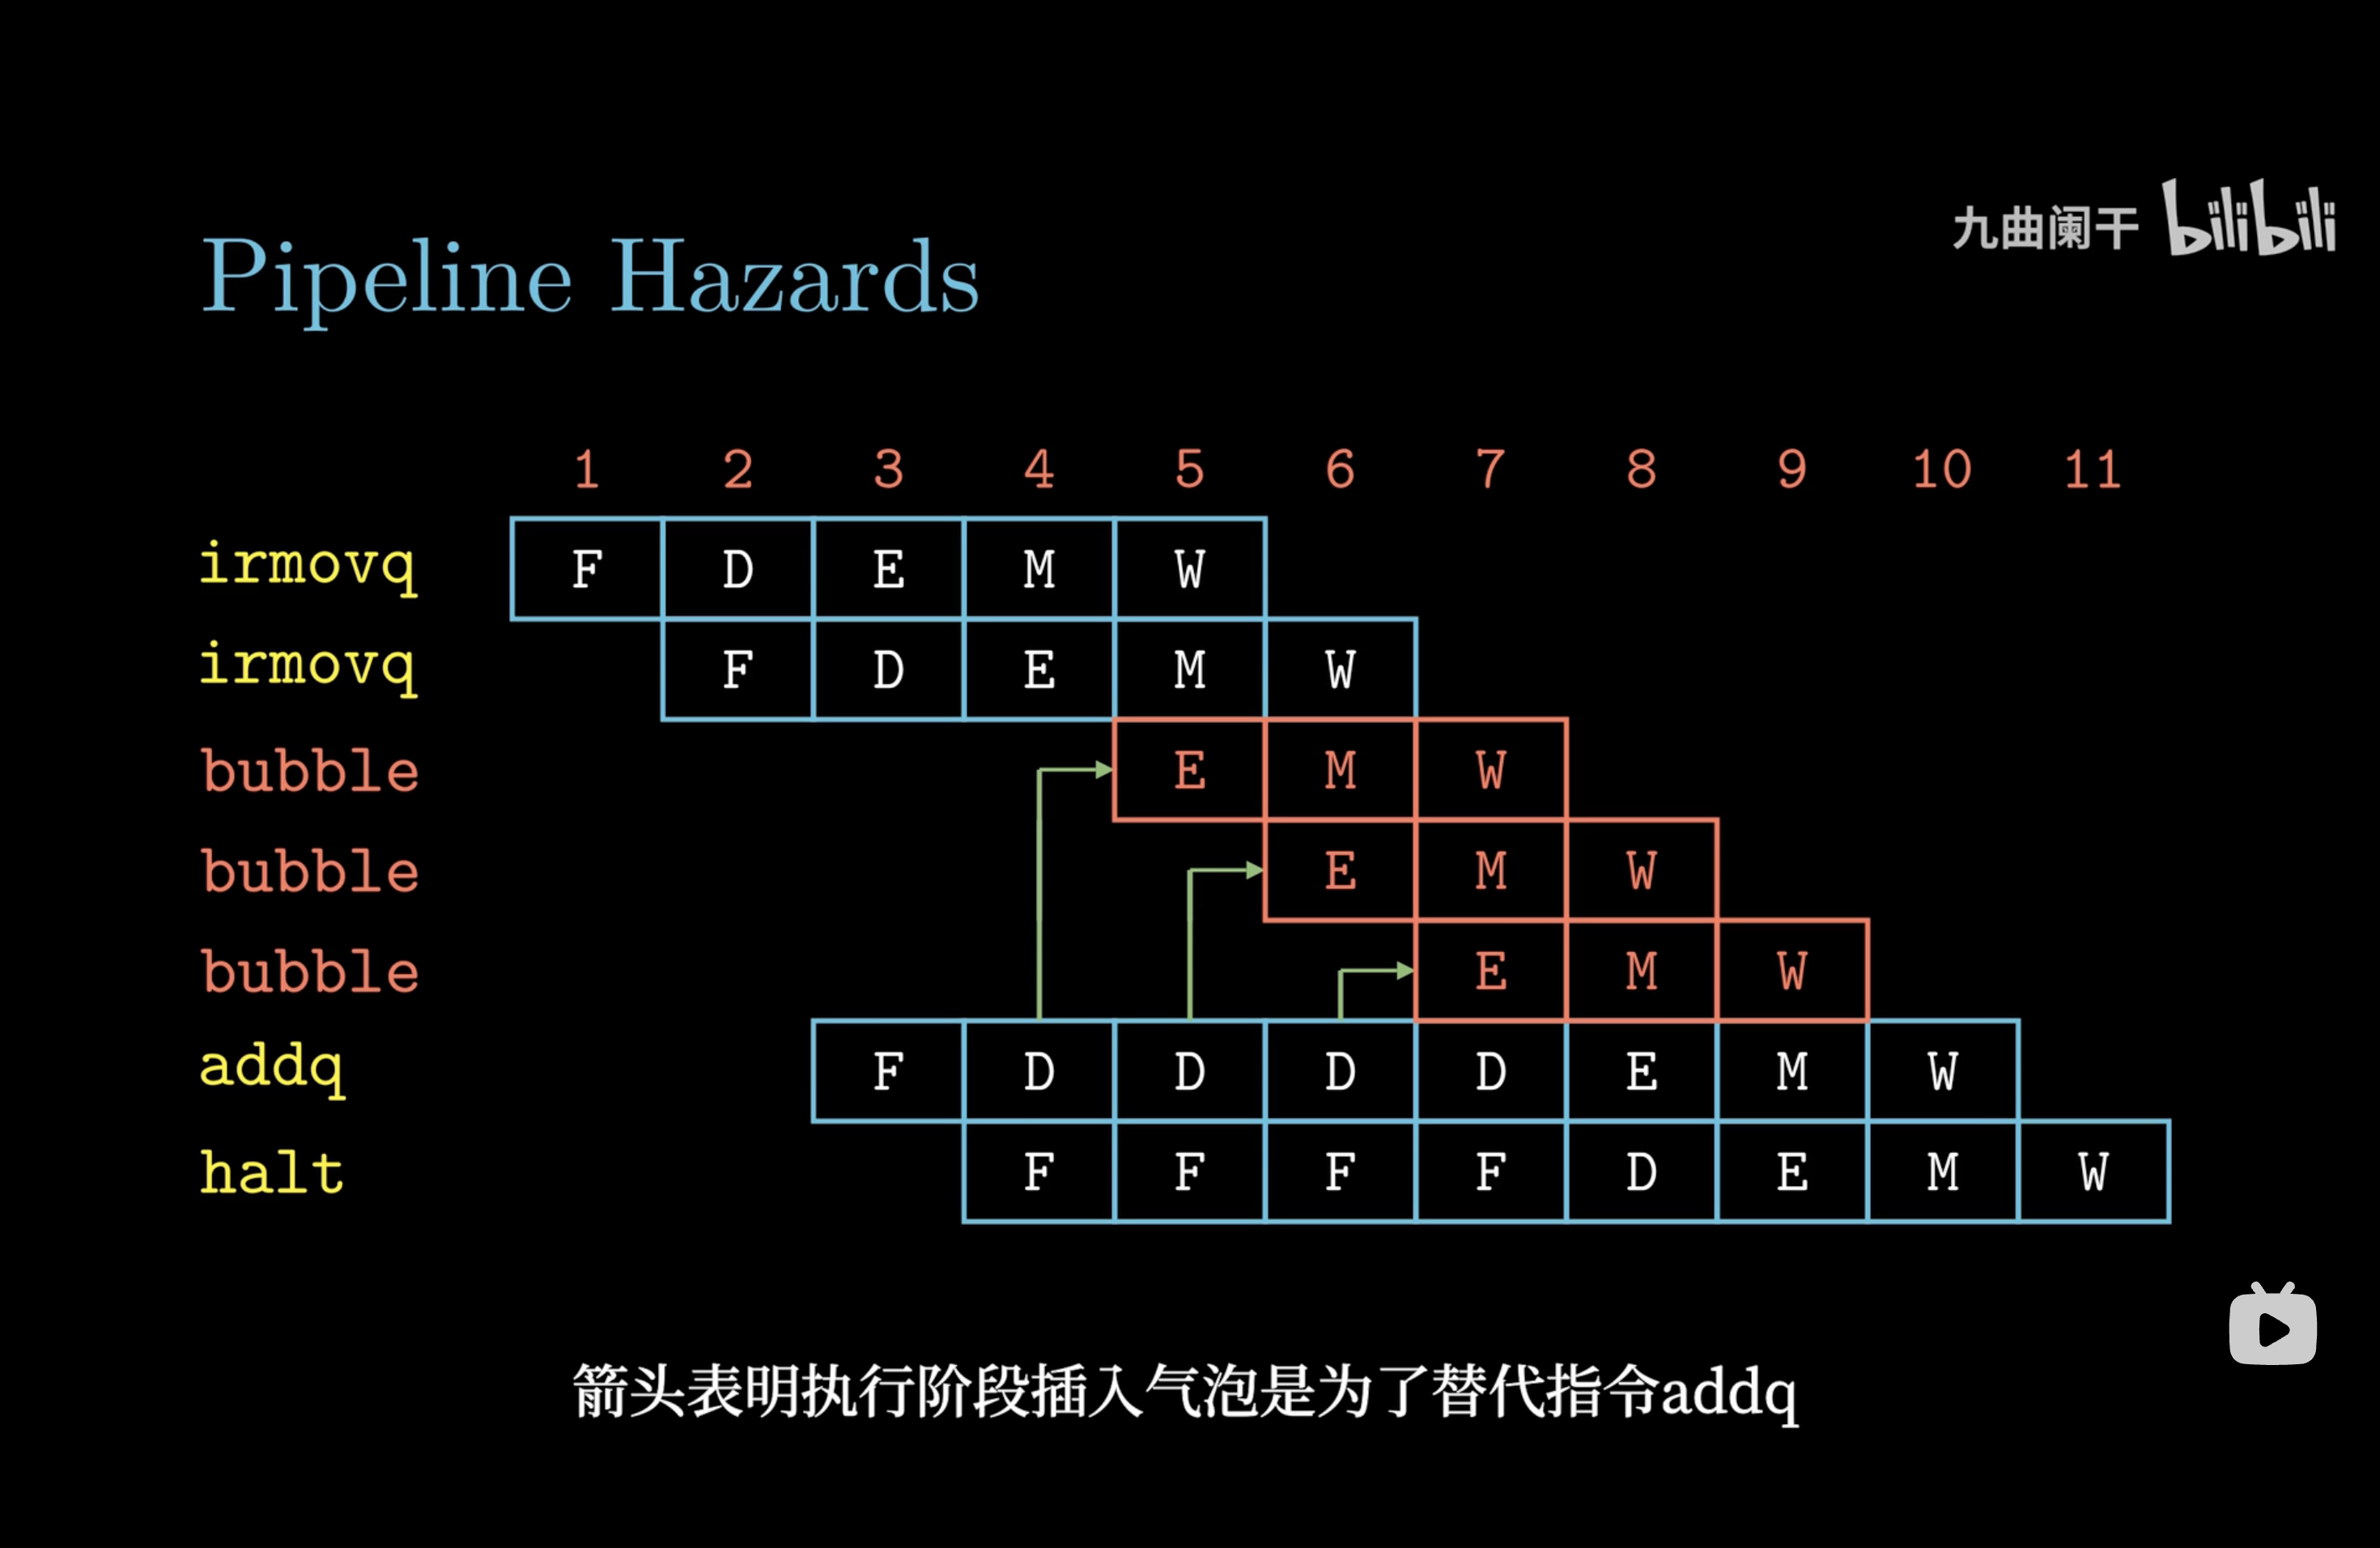 九曲阑干 bilibili
Pipeline Hazards
1 2 3 4 5 6 7 8 9 10 11
irmovq F D E M W
irmovq F D E M W
bubble E M W
bubble E M W
bubble E M W
addq F D D D D E M W
halt F F F F D E M W
箭头表明执行阶段插入气泡是为了替代指令addq